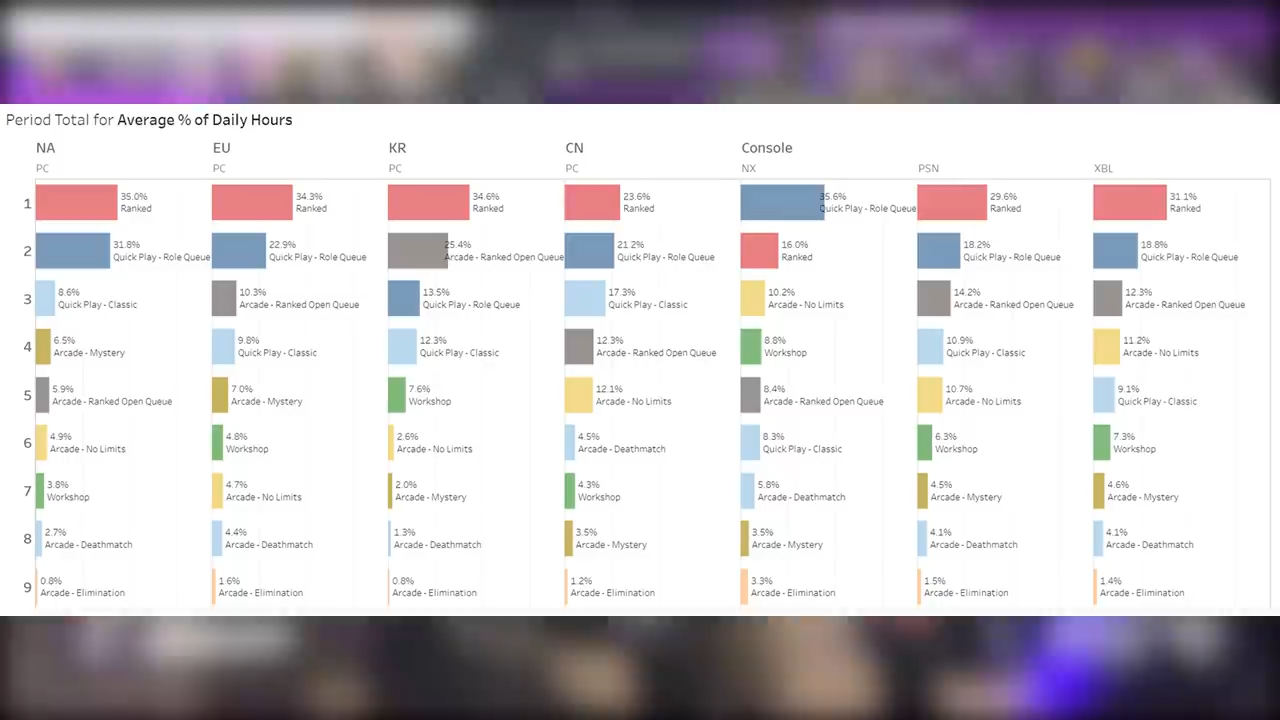 Period Total for Average % of Daily Hours
NA EU KR CN Console
PC PC PC PC NX PSN XBL
1 35.0% 34.3% 34.6% 23.6% 35.6% 29.6% 31.1%
Ranked Ranked Ranked Ranked Quick Play - Role Queue Ranked Ranked
2 31.8% 22.9% 25.4% 21.2% 16.0% 18.2% 18.8%
Quick Play - Role Queue Quick Play - Role Queue Arcade - Ranked Open Queue Quick Play - Role Queue Ranked Quick Play - Role Queue Quick Play - Role Queue
3 8.6% 10.3% 13.5% 17.3% 10.2% 14.2% 12.3%
Quick Play - Classic Arcade - Ranked Open Queue Quick Play - Role Queue Quick Play - Classic Arcade - No Limits Arcade - Ranked Open Queue Arcade - Ranked Open Queue
4 6.5% 9.8% 12.3% 12.3% 8.8% 10.9% 11.2%
Arcade - Mystery Quick Play - Classic Quick Play - Classic Arcade - Ranked Open Queue Workshop Quick Play - Classic Arcade - No Limits
5 5.9% 7.0% 7.6% 12.1% 8.4% 10.7% 9.1%
Arcade - Ranked Open Queue Arcade - Mystery Workshop Arcade - No Limits Arcade - Ranked Open Queue Arcade - No Limits Quick Play - Classic
6 4.9% 4.8% 2.6% 4.5% 8.3% 6.3% 7.3%
Arcade - No Limits Workshop Arcade - No Limits Arcade - Deathmatch Quick Play - Classic Workshop Workshop
7 3.8% 4.7% 2.0% 4.3% 5.8% 4.5% 4.6%
Workshop Arcade - No Limits Arcade - Mystery Workshop Arcade - Deathmatch Arcade - Mystery Arcade - Mystery
8 2.7% 4.4% 1.3% 3.5% 3.5% 4.1% 4.1%
Arcade - Deathmatch Arcade - Deathmatch Arcade - Deathmatch Arcade - Mystery Arcade - Mystery Arcade - Deathmatch Arcade - Deathmatch
9 0.8% 1.6% 0.8% 1.2% 3.3% 1.5% 1.4%
Arcade - Elimination Arcade - Elimination Arcade - Elimination Arcade - Elimination Arcade - Elimination Arcade - Elimination Arcade - Elimination